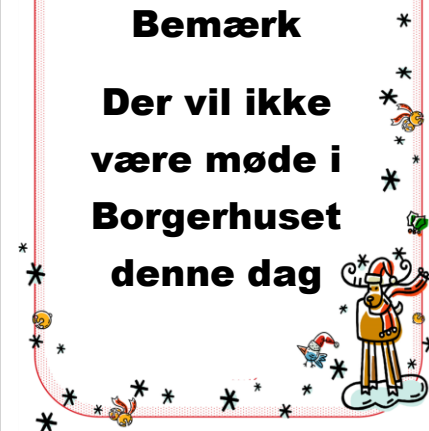 Bemærk
Der vil ikke
være møde i
Borgerhuset
denne dag